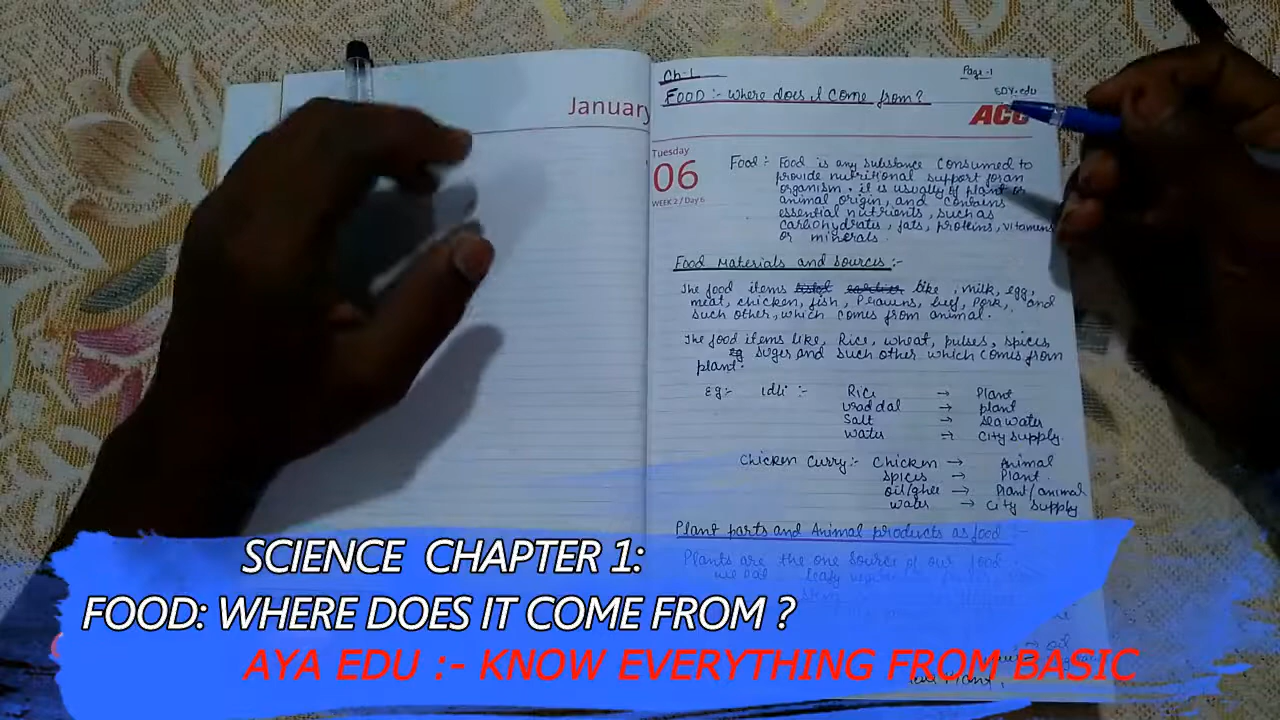 January
Ch-1
Page-1
FOOD :- Where does it come from?
SDY.edu
ACC
Tuesday
06
WEEK 2 / Day 6
Food :- Food is any substance consumed to
provide nutritional support for an
organism. it is usually of plant or
animal origin, and contains
essential nutrients, such as
carbohydrates, fats, proteins, vitamins
or minerals.
Food Materials and sources :-
The food items like, milk, egg,
meat, chicken, fish, Prawns, beef, Pork, and
such other, which comes from animal.
The food items like, Rice, wheat, pulses, spices,
suger and such other which comes from
plant.
eg:- Idli :- Rice → Plant
urad dal → plant
Salt → sea water
Water → City supply.
Chicken Curry:- Chicken → Animal
spices → Plant
oil/ghee → Plant/animal
water → City supply
Plant parts and Animal products as food :-
Plants are the one source of our food.
we eat leafy
oil
plant,
SCIENCE CHAPTER 1:
FOOD: WHERE DOES IT COME FROM ?
AYA EDU :- KNOW EVERYTHING FROM BASIC